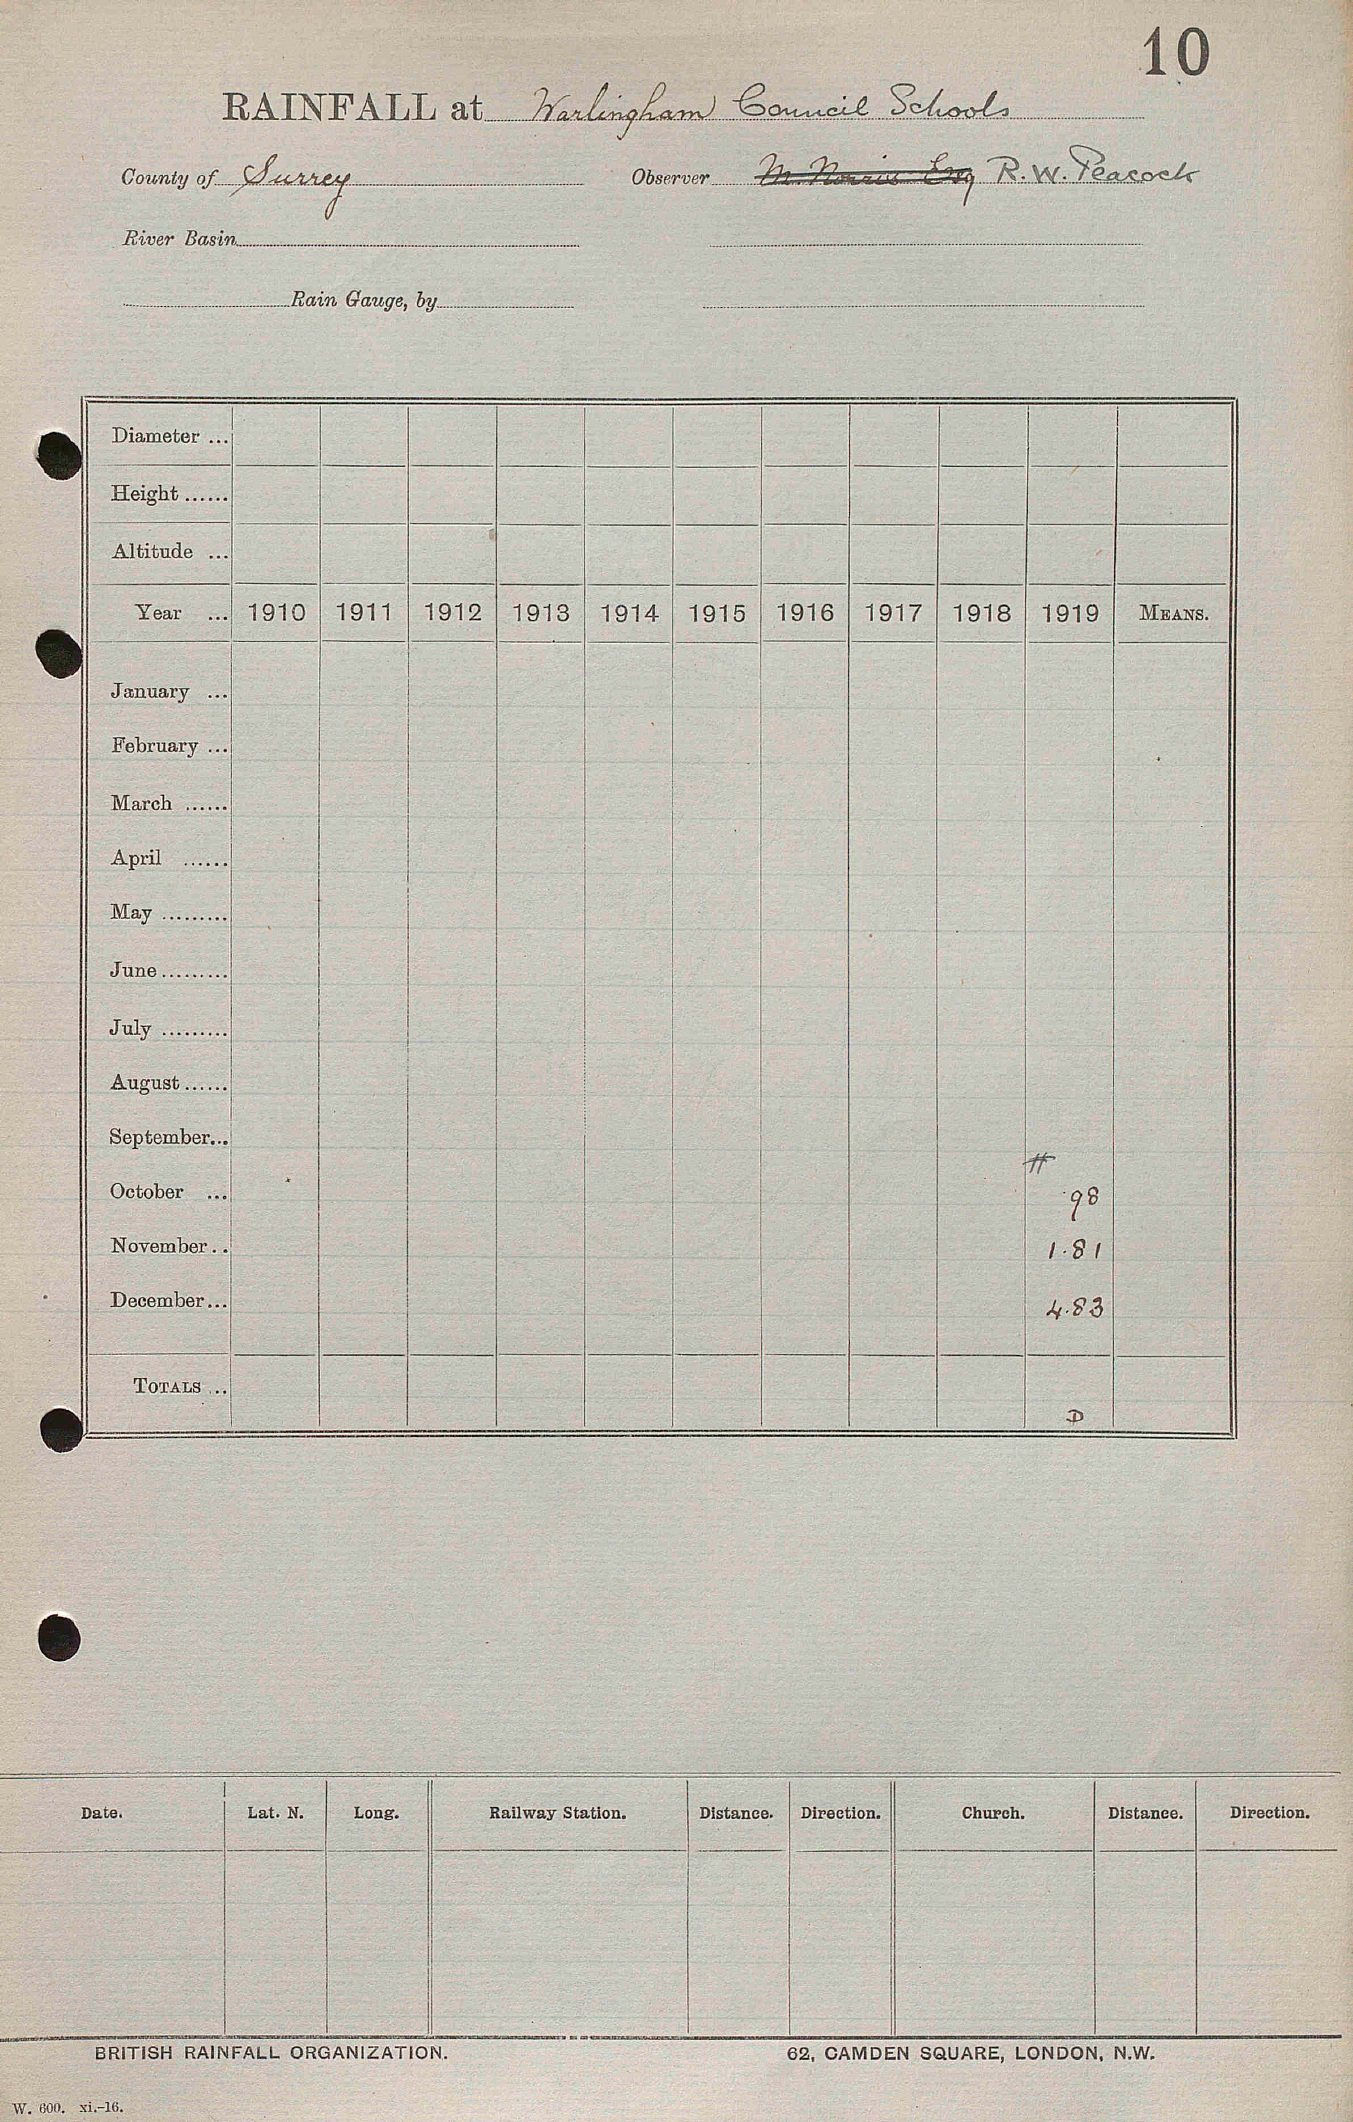 10
RAINFALL at Warlingham Council Schools
County of Surrey Observer M. Norris Esq R. W. Peacock
River Basin
Rain Gauge, by
Diameter ...
Height ......
Altitude ...
Year ... 1910 1911 1912 1913 1914 1915 1916 1917 1918 1919 MEANS.
January ...
February ...
March ......
April ......
May .........
June .........
July .........
August ......
September...
#
October ... .98
November.. 1.81
December... 4.83
TOTALS ...
D
Date. Lat. N. Long. Railway Station. Distance. Direction. Church. Distance. Direction.
BRITISH RAINFALL ORGANIZATION. 62, CAMDEN SQUARE, LONDON, N.W.
W. 600. xi.-16.